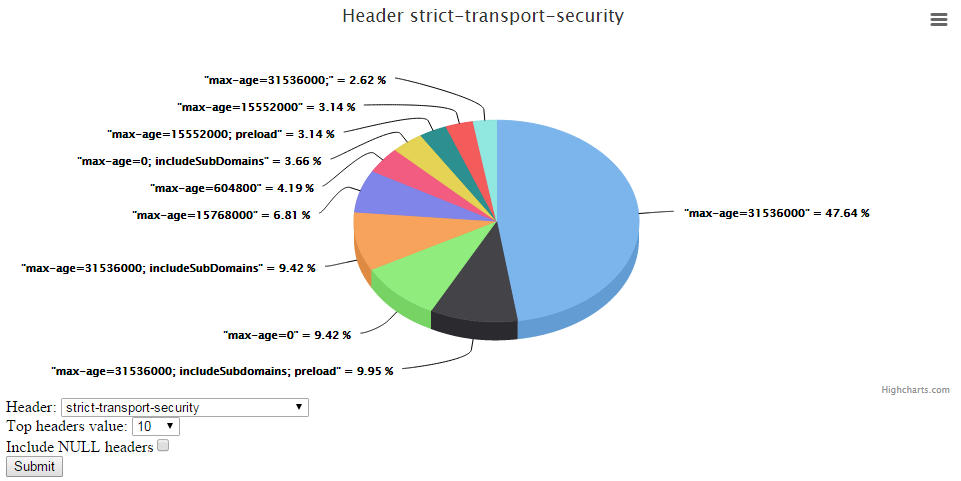 Header strict-transport-security
"max-age=31536000;" = 2.62 %
"max-age=15552000" = 3.14 %
"max-age=15552000; preload" = 3.14 %
"max-age=0; includeSubDomains" = 3.66 %
"max-age=604800" = 4.19 %
"max-age=15768000" = 6.81 %
"max-age=31536000" = 47.64 %
"max-age=31536000; includeSubDomains" = 9.42 %
"max-age=0" = 9.42 %
"max-age=31536000; includeSubdomains; preload" = 9.95 %
Highcharts.com
Header: strict-transport-security
Top headers value: 10
Include NULL headers
Submit